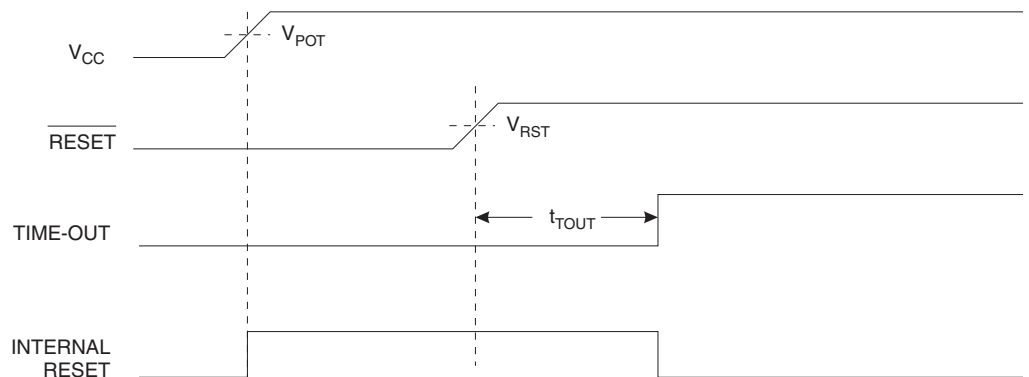 V_CC
V_POT
RESET
V_RST
t_TOUT
TIME-OUT
INTERNAL
RESET